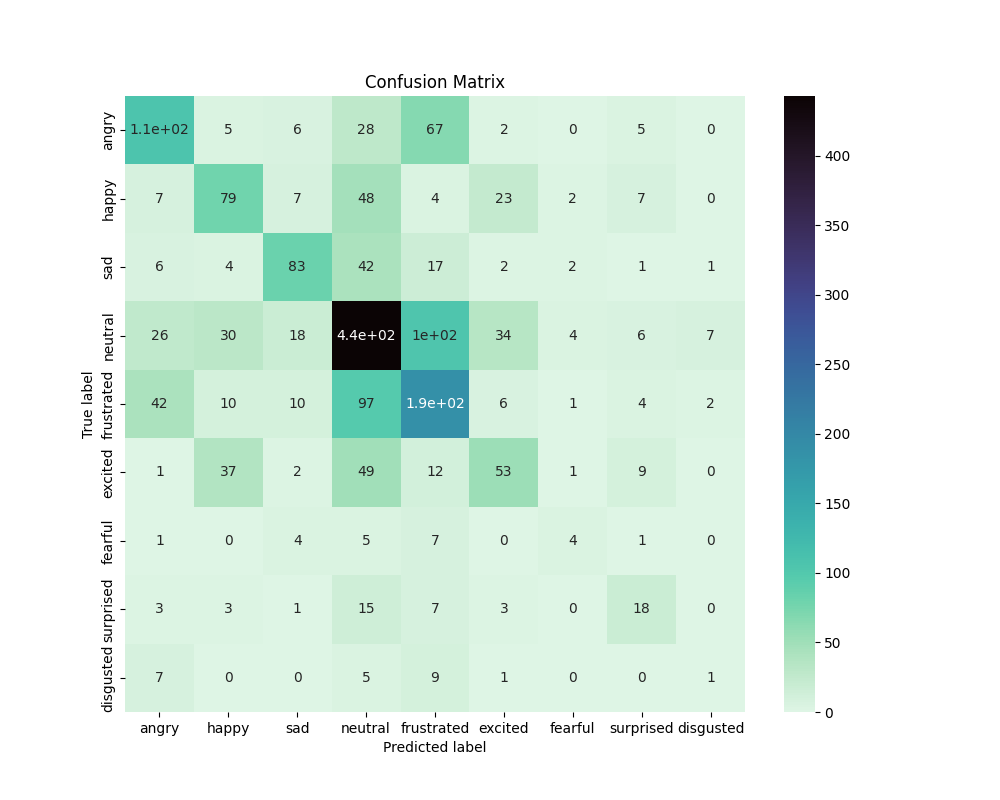 Confusion Matrix
angry 1.1e+02 5 6 28 67 2 0 5 0
happy 7 79 7 48 4 23 2 7 0
sad 6 4 83 42 17 2 2 1 1
neutral 26 30 18 4.4e+02 1e+02 34 4 6 7
frustrated 42 10 10 97 1.9e+02 6 1 4 2
excited 1 37 2 49 12 53 1 9 0
fearful 1 0 4 5 7 0 4 1 0
surprised 3 3 1 15 7 3 0 18 0
disgusted 7 0 0 5 9 1 0 0 1
angry happy sad neutral frustrated excited fearful surprised disgusted
Predicted label
True label
400
350
300
250
200
150
100
50
0